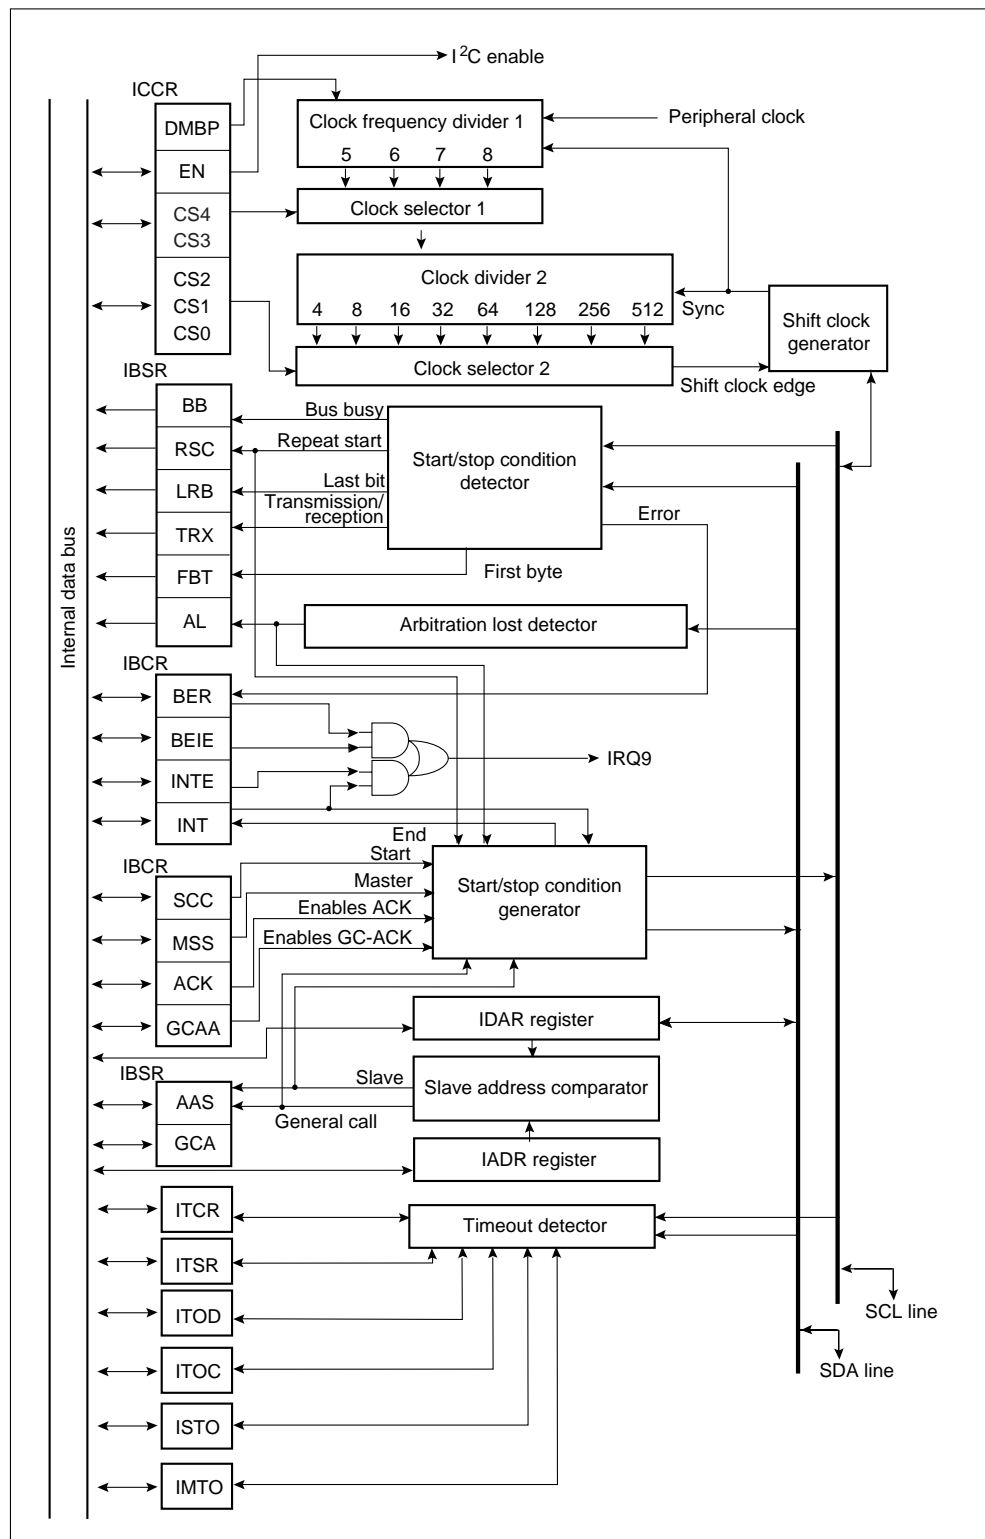 I2C enable
ICCR
DMBP
Clock frequency divider 1
Peripheral clock
5 6 7 8
EN
CS4
CS3
Clock selector 1
CS2
CS1
CS0
Clock divider 2
4 8 16 32 64 128 256 512
Sync
Shift clock
generator
Clock selector 2
Shift clock edge
IBSR
BB
Bus busy
RSC
Repeat start
Start/stop condition
detector
LRB
Last bit
Transmission/
reception
TRX
Error
FBT
First byte
AL
Arbitration lost detector
Internal data bus
IBCR
BER
BEIE
IRQ9
INTE
INT
End
IBCR
Start
SCC
Master
Start/stop condition
generator
Enables ACK
MSS
Enables GC-ACK
ACK
GCAA
IDAR register
IBSR
Slave
Slave address comparator
AAS
General call
GCA
IADR register
ITCR
Timeout detector
ITSR
ITOD
SCL line
ITOC
SDA line
ISTO
IMTO